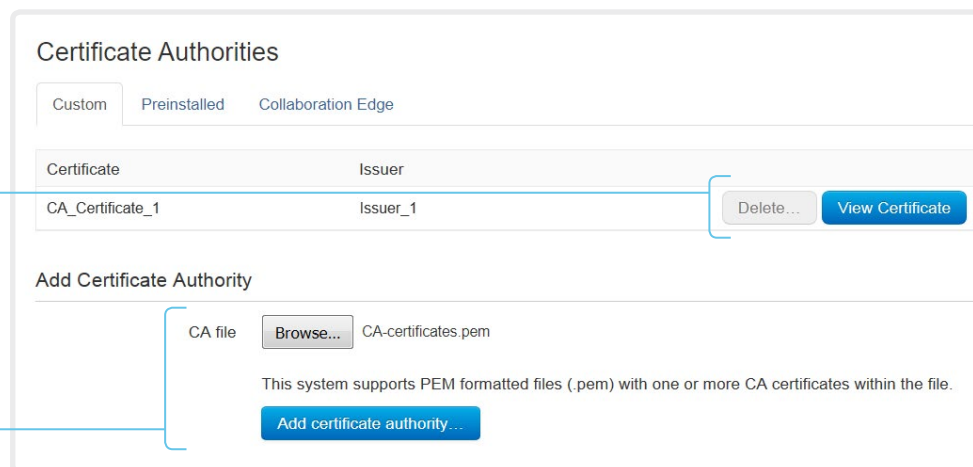 Certificate Authorities
Custom Preinstalled Collaboration Edge
Certificate Issuer
CA_Certificate_1 Issuer_1 Delete... View Certificate
Add Certificate Authority
CA file Browse... CA-certificates.pem
This system supports PEM formatted files (.pem) with one or more CA certificates within the file.
Add certificate authority...